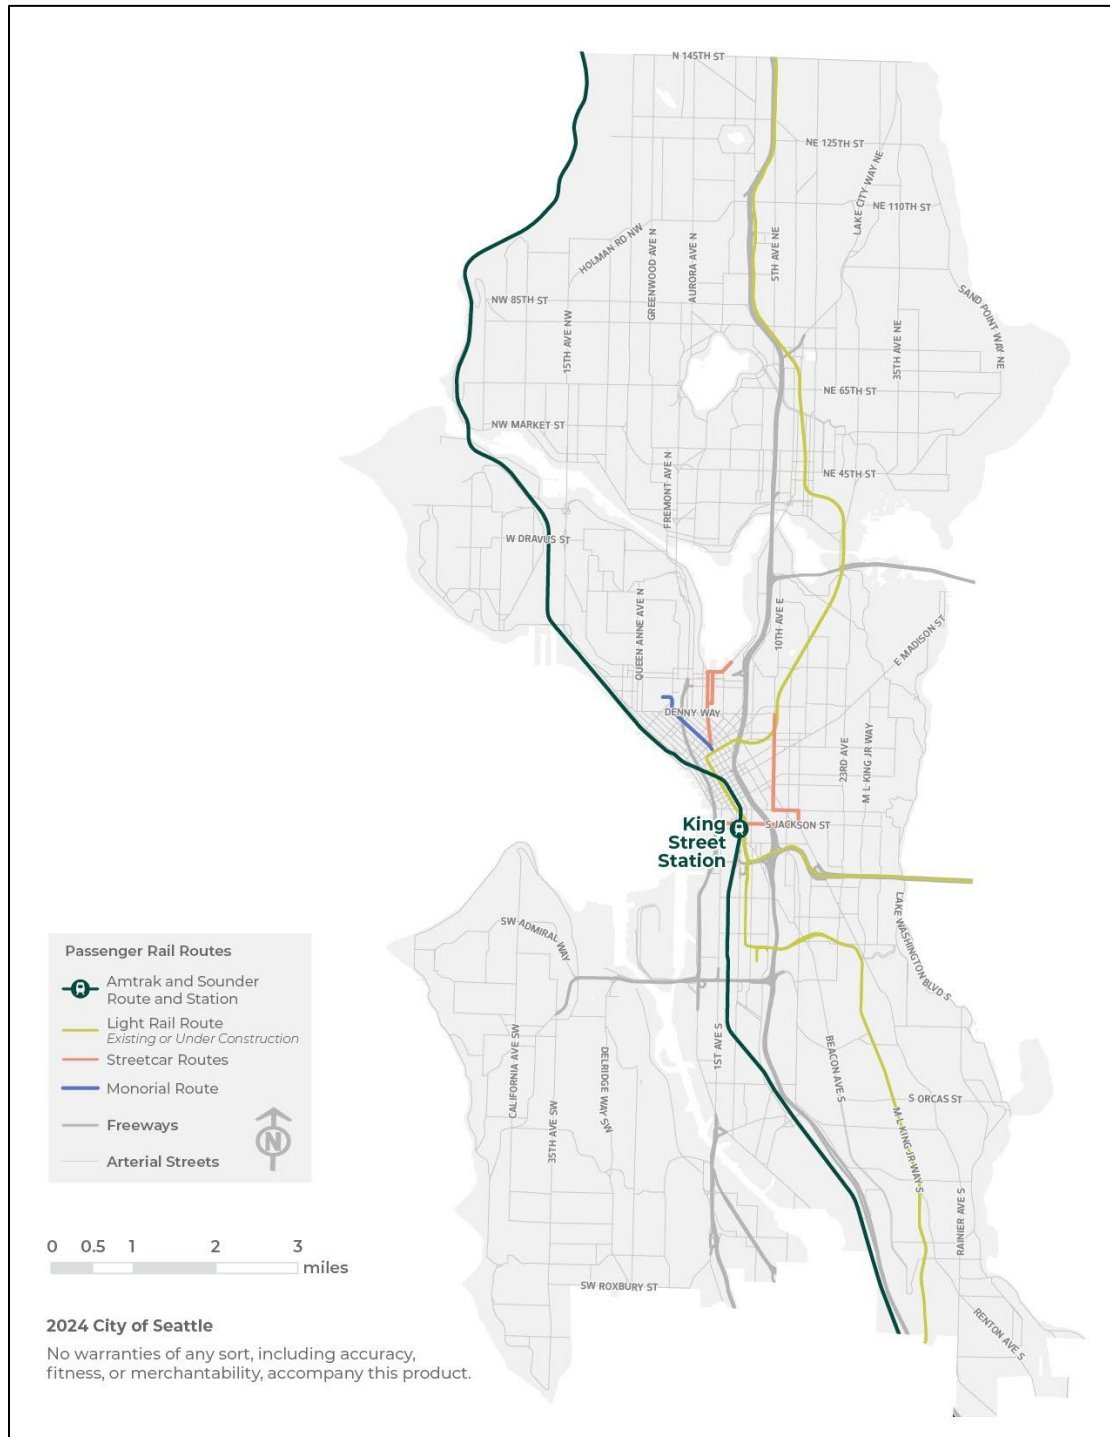 N 145TH ST
NE 125TH ST
LAKE CITY WAY NE
NE 110TH ST
HOLMAN RD NW
GREENWOOD AVE N
AURORA AVE N
5TH AVE NE
SAND POINT WAY NE
NW 85TH ST
15TH AVE NW
35TH AVE NE
NE 65TH ST
NW MARKET ST
FREMONT AVE N
NE 45TH ST
W DRAVUS ST
QUEEN ANNE AVE N
10TH AVE E
E MADISON ST
DENNY WAY
23RD AVE
M L KING JR WAY
King
Street
Station
S JACKSON ST
SW ADMIRAL WAY
LAKE WASHINGTON BLVD S
1ST AVE S
CALIFORNIA AVE SW
35TH AVE SW
DELRIDGE WAY SW
BEACON AVE S
S ORCAS ST
M L KING JR WAY S
RAINIER AVE S
SW ROXBURY ST
RENTON AVE S
Passenger Rail Routes
Amtrak and Sounder
Route and Station
Light Rail Route
Existing or Under Construction
Streetcar Routes
Monorial Route
Freeways
Arterial Streets
N
0 0.5 1 2 3
miles
2024 City of Seattle
No warranties of any sort, including accuracy,
fitness, or merchantability, accompany this product.